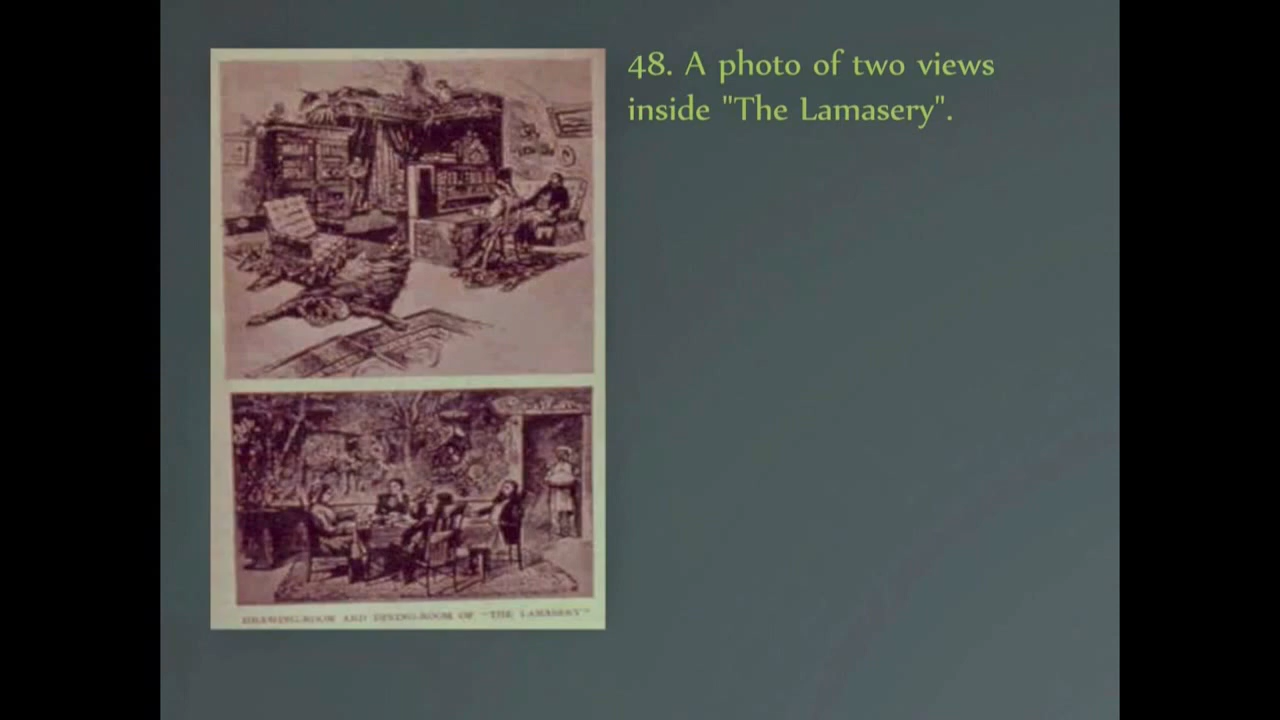 48. A photo of two views
inside "The Lamasery".
DRAWING-ROOM AND DINING-ROOM OF "THE LAMASERY"